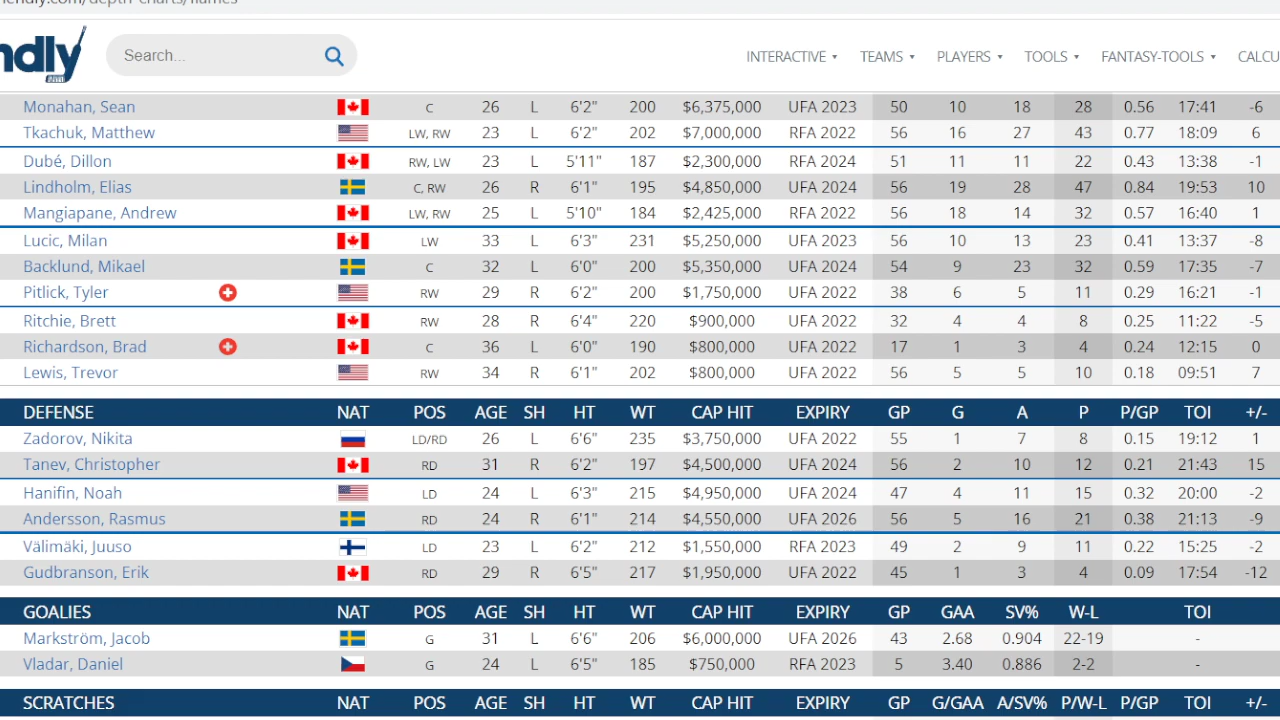 endly.com/depth-charts/flames
ndly
Search...
INTERACTIVE TEAMS PLAYERS TOOLS FANTASY-TOOLS CALCU
Monahan, Sean C 26 L 6'2" 200 $6,375,000 UFA 2023 50 10 18 28 0.56 17:41 -6
Tkachuk, Matthew LW, RW 23 L 6'2" 202 $7,000,000 RFA 2022 56 16 27 43 0.77 18:09 6
Dubé, Dillon RW, LW 23 L 5'11" 187 $2,300,000 RFA 2024 51 11 11 22 0.43 13:38 -1
Lindholm, Elias C, RW 26 R 6'1" 195 $4,850,000 UFA 2024 56 19 28 47 0.84 19:53 10
Mangiapane, Andrew LW, RW 25 L 5'10" 184 $2,425,000 RFA 2022 56 18 14 32 0.57 16:40 1
Lucic, Milan LW 33 L 6'3" 231 $5,250,000 UFA 2023 56 10 13 23 0.41 13:37 -8
Backlund, Mikael C 32 L 6'0" 200 $5,350,000 UFA 2024 54 9 23 32 0.59 17:35 -7
Pitlick, Tyler RW 29 R 6'2" 200 $1,750,000 UFA 2022 38 6 5 11 0.29 16:21 -1
Ritchie, Brett RW 28 R 6'4" 220 $900,000 UFA 2022 32 4 4 8 0.25 11:22 -5
Richardson, Brad C 36 L 6'0" 190 $800,000 UFA 2022 17 1 3 4 0.24 12:15 0
Lewis, Trevor RW 34 R 6'1" 202 $800,000 UFA 2022 56 5 5 10 0.18 09:51 7
DEFENSE NAT POS AGE SH HT WT CAP HIT EXPIRY GP G A P P/GP TOI +/-
Zadorov, Nikita LD/RD 26 L 6'6" 235 $3,750,000 UFA 2022 55 1 7 8 0.15 19:12 1
Tanev, Christopher RD 31 R 6'2" 197 $4,500,000 UFA 2024 56 2 10 12 0.21 21:43 15
Hanifin, Noah LD 24 L 6'3" 215 $4,950,000 UFA 2024 47 4 11 15 0.32 20:00 -2
Andersson, Rasmus RD 24 R 6'1" 214 $4,550,000 UFA 2026 56 5 16 21 0.38 21:13 -9
Välimäki, Juuso LD 23 L 6'2" 212 $1,550,000 RFA 2023 49 2 9 11 0.22 15:25 -2
Gudbranson, Erik RD 29 R 6'5" 217 $1,950,000 UFA 2022 45 1 3 4 0.09 17:54 -12
GOALIES NAT POS AGE SH HT WT CAP HIT EXPIRY GP GAA SV% W-L TOI
Markström, Jacob G 31 L 6'6" 206 $6,000,000 UFA 2026 43 2.68 0.904 22-19 -
Vladar, Daniel G 24 L 6'5" 185 $750,000 RFA 2023 5 3.40 0.886 2-2 -
SCRATCHES NAT POS AGE SH HT WT CAP HIT EXPIRY GP G/GAA A/SV% P/W-L P/GP TOI +/-